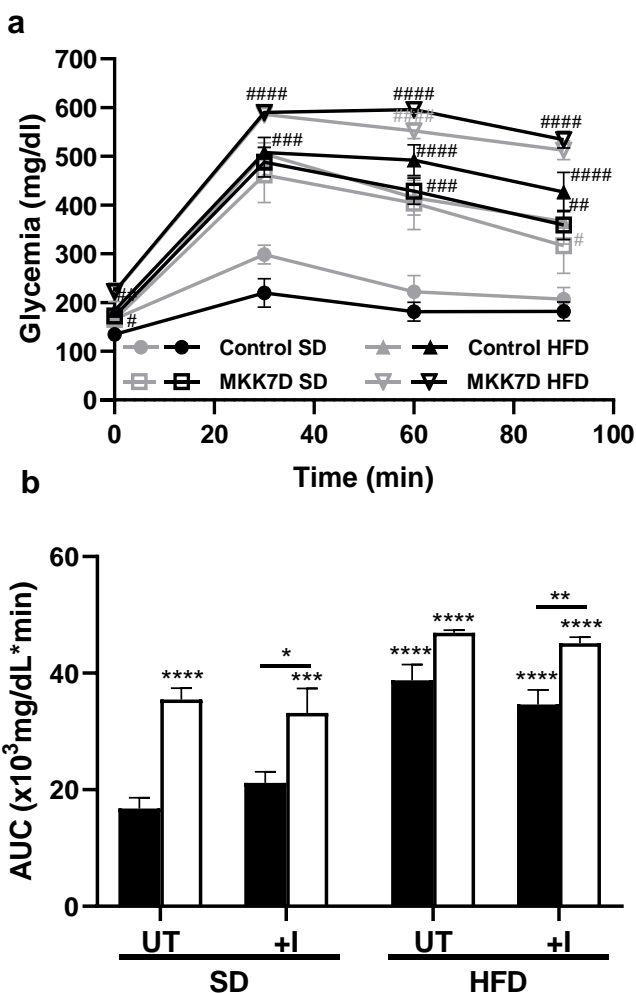 a
Glycemia (mg/dl)
700
600
500
400
300
200
100
0
####
####
####
####
###
####
####
###
##
#
##
#
Control SD
Control HFD
MKK7D SD
MKK7D HFD
0 20 40 60 80 100
Time (min)
b
AUC (x10³mg/dL*min)
60
40
20
0
****
*
***
****
****
**
****
****
UT +I UT +I
SD HFD